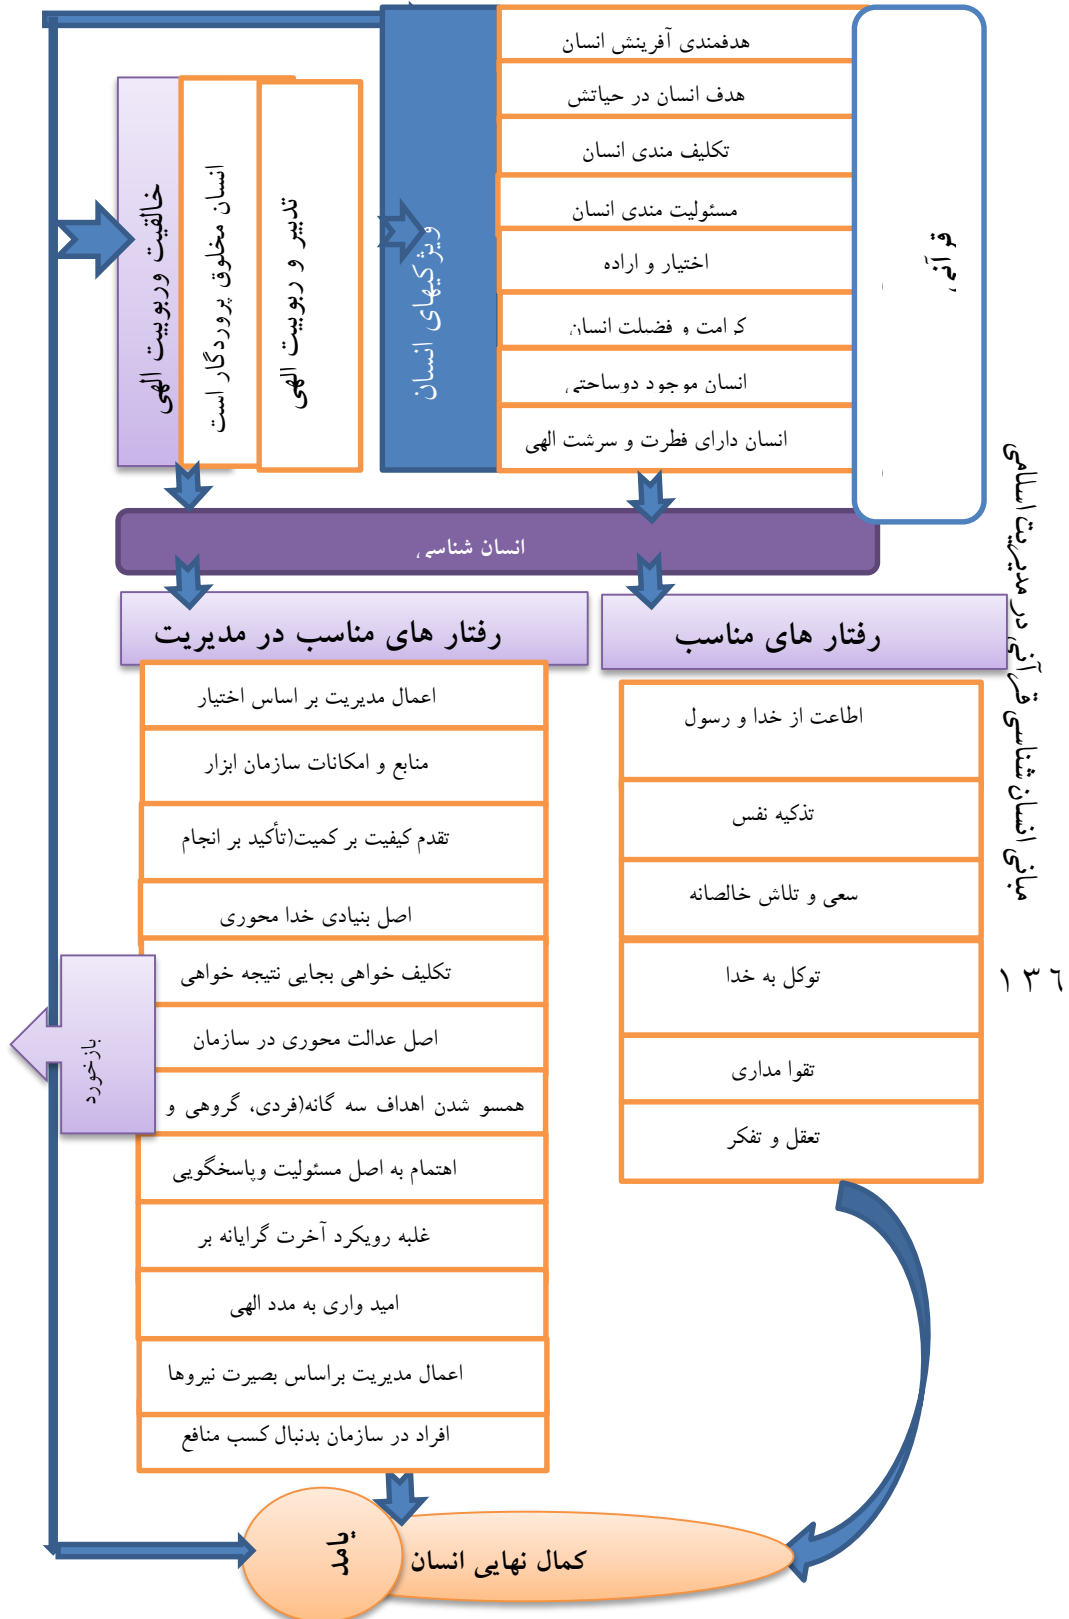 قرآنی
هدفمندی آفرینش انسان
هدف انسان در حیاتش
تکلیف مندی انسان
مسئولیت مندی انسان
اختیار و اراده
کرامت و فضیلت انسان
انسان موجود دوساحتی
انسان دارای فطرت و سرشت الهی
ویژگیهای انسان
تدبیر و ربوبیت الهی
انسان مخلوق پروردگار است
خالقیت وربوبیت الهی
انسان شناسی
رفتار های مناسب
اطاعت از خدا و رسول
تذکیه نفس
سعی و تلاش خالصانه
توکل به خدا
تقوا مداری
تعقل و تفکر
رفتار های مناسب در مدیریت
اعمال مدیریت بر اساس اختیار
منابع و امکانات سازمان ابزار
تقدم کیفیت بر کمیت(تأکید بر انجام
اصل بنیادی خدا محوری
تکلیف خواهی بجایی نتیجه خواهی
اصل عدالت محوری در سازمان
همسو شدن اهداف سه گانه(فردی، گروهی و
اهتمام به اصل مسئولیت وپاسخگویی
غلبه رویکرد آخرت گرایانه بر
امید واری به مدد الهی
اعمال مدیریت براساس بصیرت نیروها
افراد در سازمان بدنبال کسب منافع
بازخورد
کمال نهایی انسان
یامد
مبانی انسان شناسی قرآنی در مدیریت اسلامی
۱۳۶